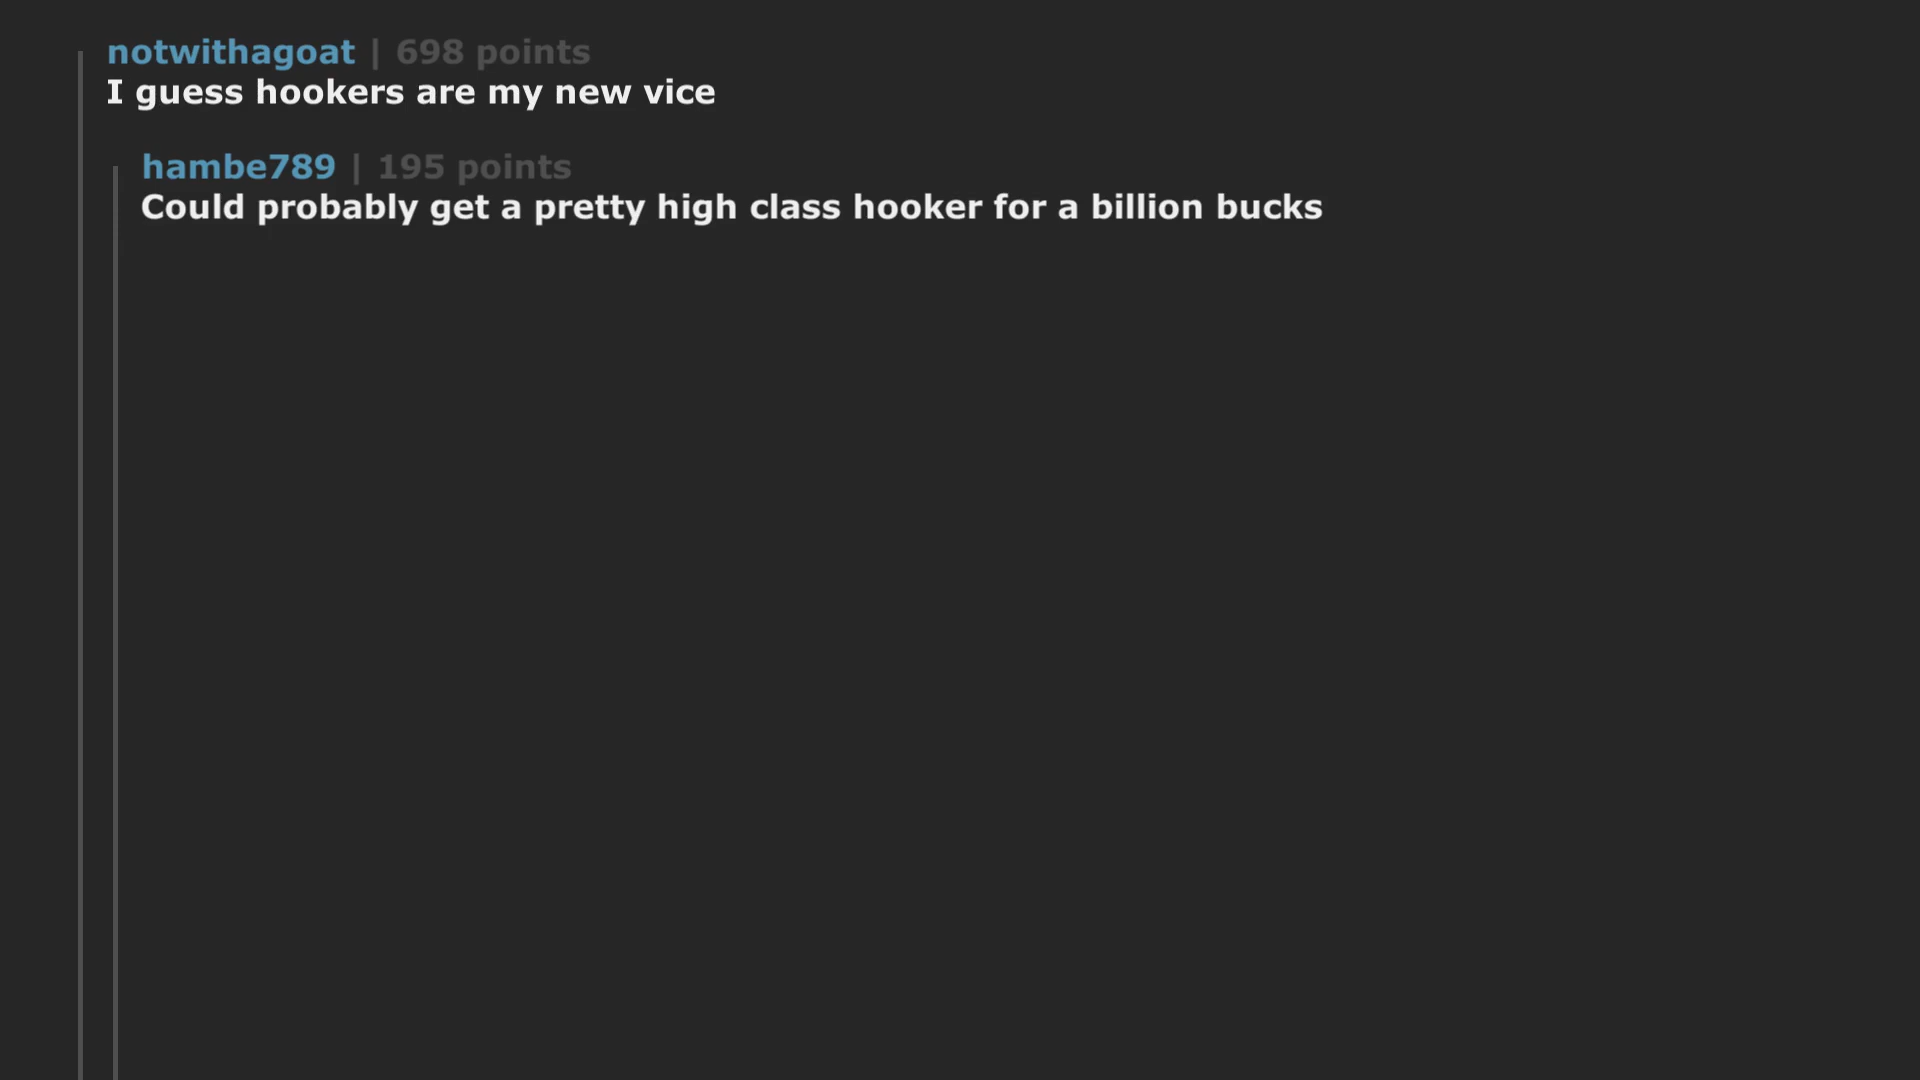 notwithagoat | 698 points
I guess hookers are my new vice
hambe789 | 195 points
Could probably get a pretty high class hooker for a billion bucks